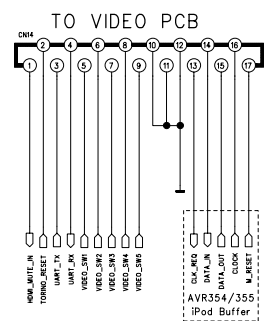 TO VIDEO PCB
CN14
2 4 6 8 10 12 14 16
1 3 5 7 9 11 13 15 17
HDMI_MUTE_IN
TORINO_RESET
UART_TX
UART_RX
VIDEO_SW1
VIDEO_SW2
VIDEO_SW3
VIDEO_SW4
VIDEO_SW5
CLK_REQ
DATA_IN
DATA_OUT
CLOCK
M_RESET
AVR354/355
iPod Buffer